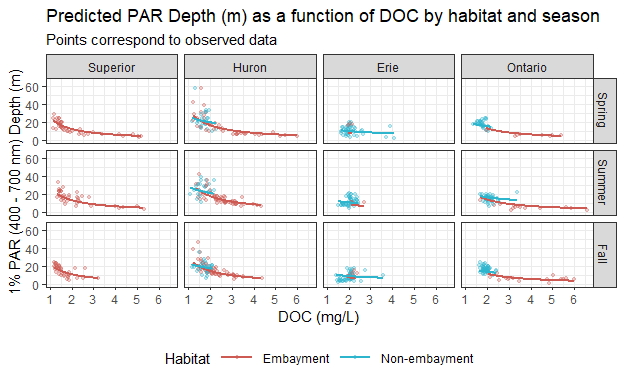 Predicted PAR Depth (m) as a function of DOC by habitat and season
Points correspond to observed data
Superior Huron Erie Ontario
1% PAR (400 - 700 nm) Depth (m)
60
40
20
0
Spring
60
40
20
0
Summer
60
40
20
0
Fall
1 2 3 4 5 6 1 2 3 4 5 6 1 2 3 4 5 6 1 2 3 4 5 6
DOC (mg/L)
Habitat Embayment Non-embayment